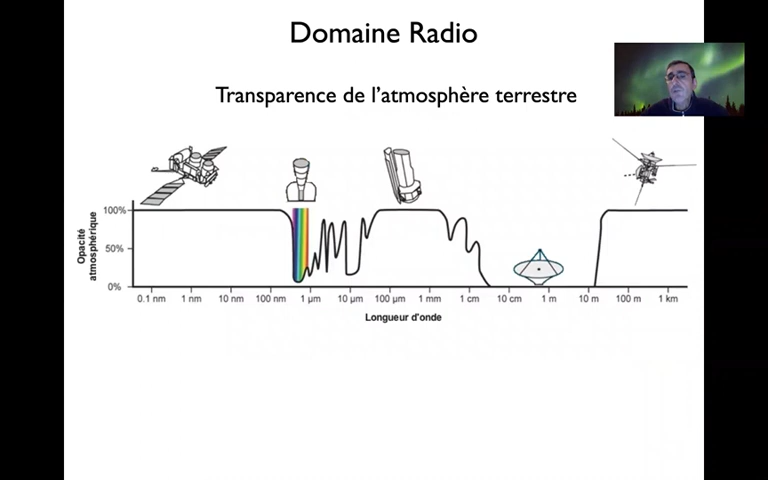 Domaine Radio
Transparence de l'atmosphère terrestre
Opacité
atmosphérique
100%
50%
0%
0.1 nm 1 nm 10 nm 100 nm 1 µm 10 µm 100 µm 1 mm 1 cm 10 cm 1 m 10 m 100 m 1 km
Longueur d'onde